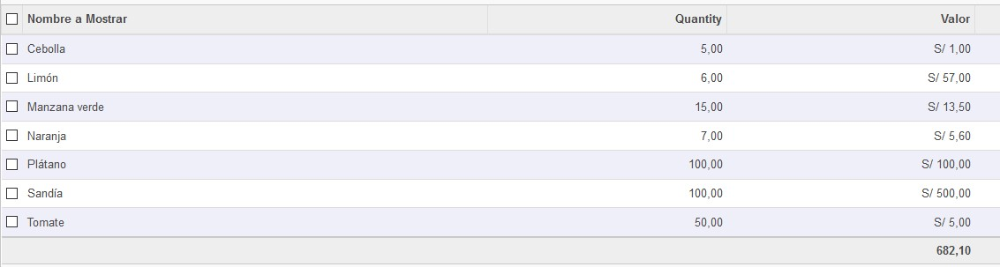 Nombre a Mostrar Quantity Valor
Cebolla 5,00 S/ 1,00
Limón 6,00 S/ 57,00
Manzana verde 15,00 S/ 13,50
Naranja 7,00 S/ 5,60
Plátano 100,00 S/ 100,00
Sandía 100,00 S/ 500,00
Tomate 50,00 S/ 5,00
682,10